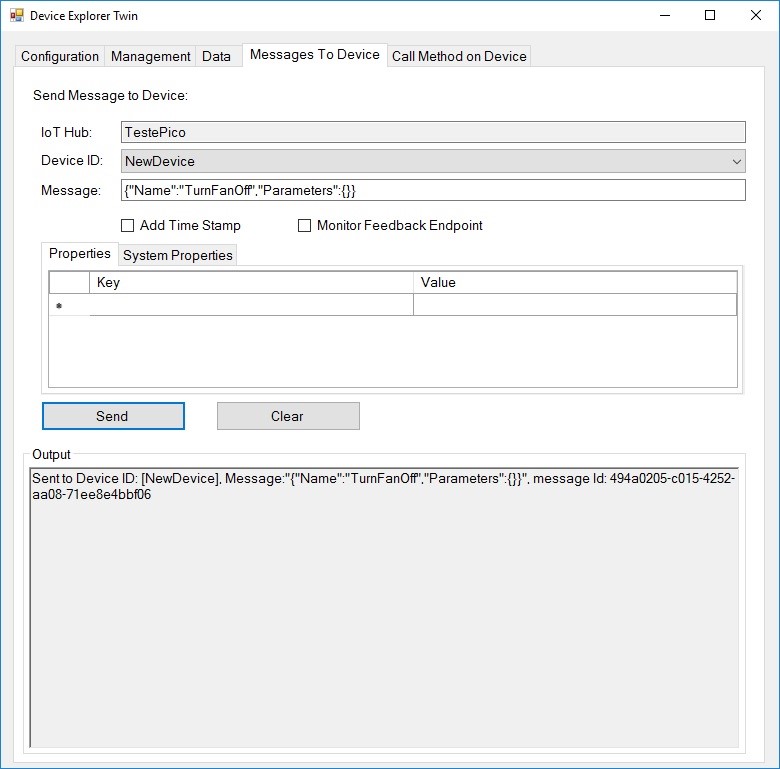 Device Explorer Twin
Configuration Management Data Messages To Device Call Method on Device
Send Message to Device:
IoT Hub: TestePico
Device ID: NewDevice
Message: {"Name":"TurnFanOff","Parameters":{}}
Add Time Stamp Monitor Feedback Endpoint
Properties System Properties
Key Value
*
Send Clear
Output
Sent to Device ID: [NewDevice], Message:"{"Name":"TurnFanOff","Parameters":{}}", message Id: 494a0205-c015-4252-
aa08-71ee8e4bbf06